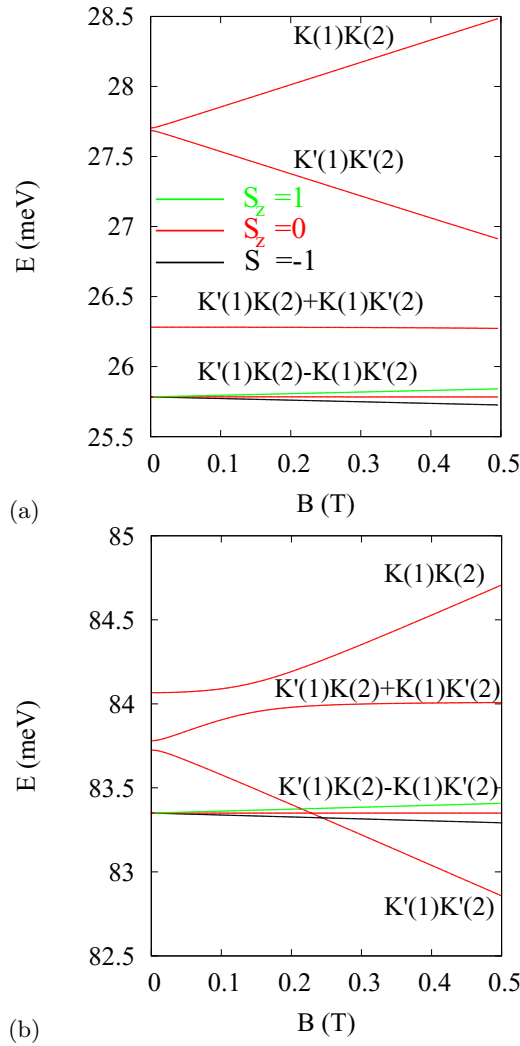 28.5
28
27.5
27
26.5
26
25.5
E (meV)
K(1)K(2)
K'(1)K'(2)
S_z =1
S_z =0
S =-1
K'(1)K(2)+K(1)K'(2)
K'(1)K(2)-K(1)K'(2)
0 0.1 0.2 0.3 0.4 0.5
B (T)
(a)
85
84.5
84
83.5
83
82.5
E (meV)
K(1)K(2)
K'(1)K(2)+K(1)K'(2)
K'(1)K(2)-K(1)K'(2)
K'(1)K'(2)
0 0.1 0.2 0.3 0.4 0.5
B (T)
(b)